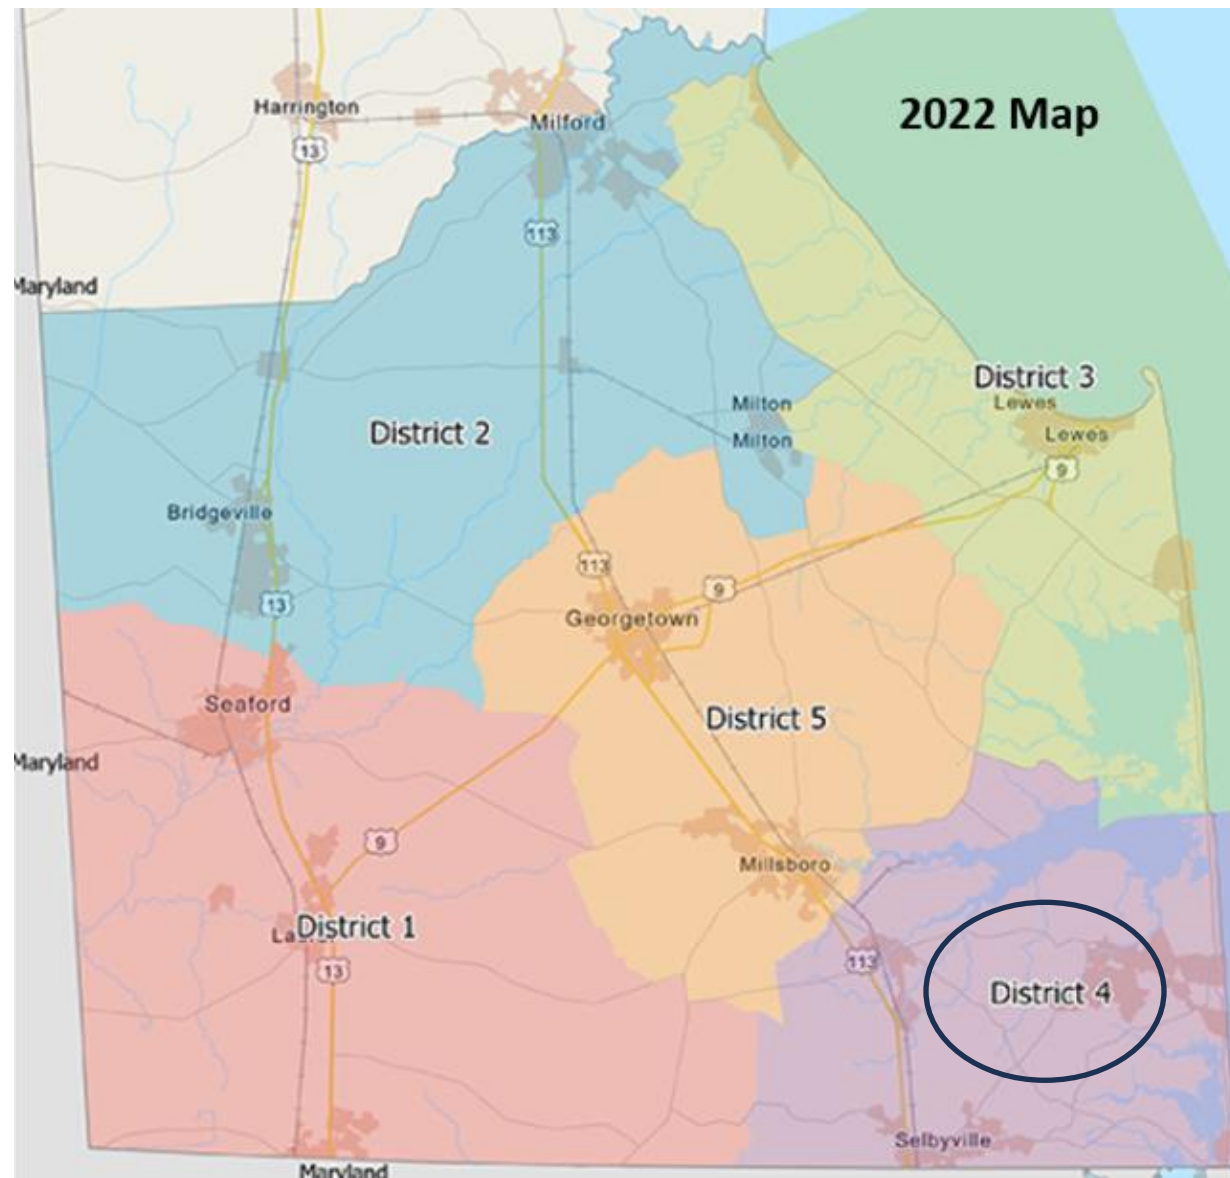 2022 Map
Harrington
Milford
13
113
Maryland
District 3
Lewes
Milton
District 2
Lewes
Milton
9
Bridgeville
113
9
13
Georgetown
Seaford
District 5
Maryland
9
Millsboro
District 1
113
13
District 4
Selbyville
Maryland